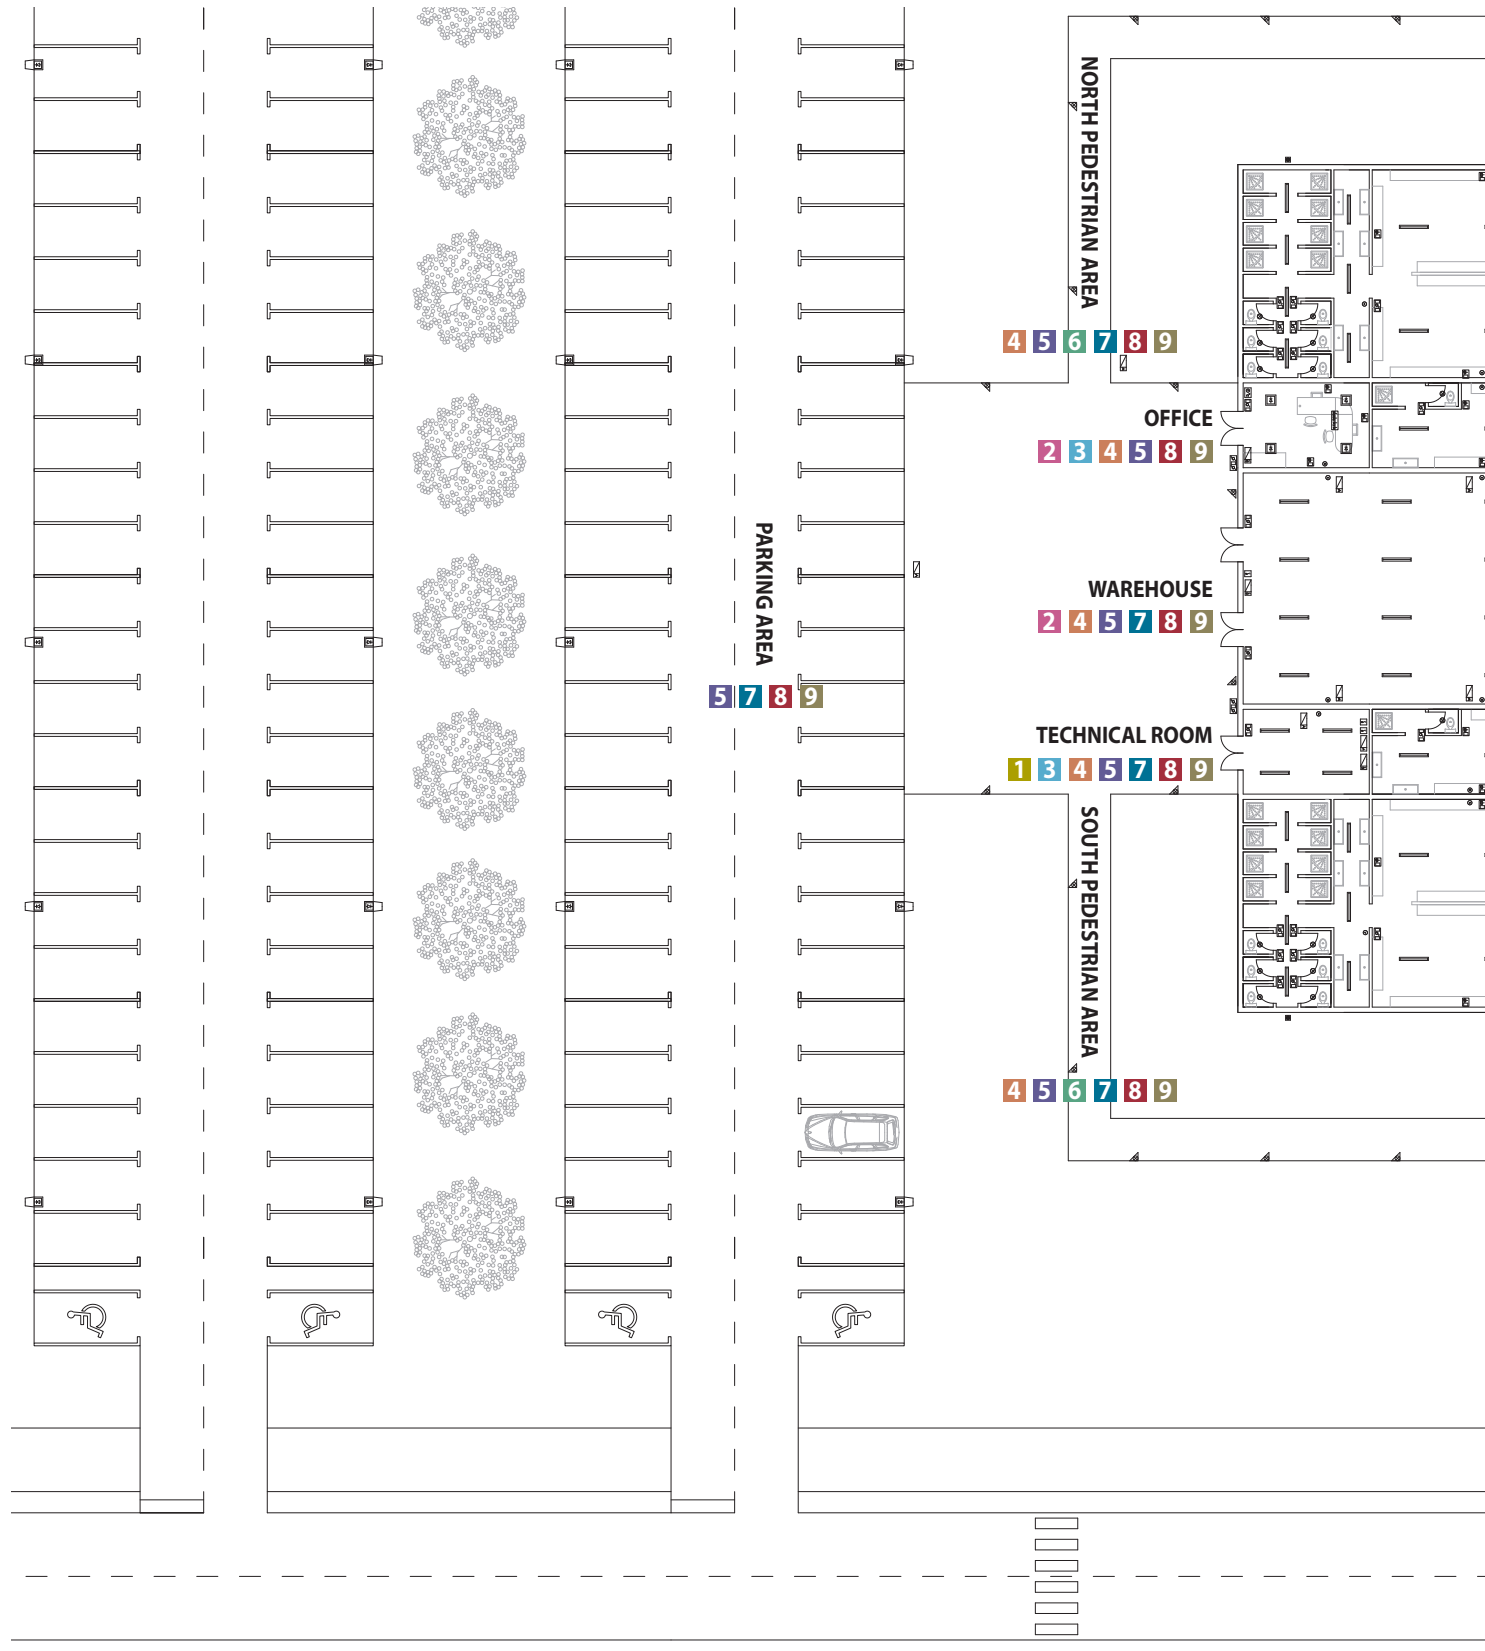 NORTH PEDESTRIAN AREA
4 5 6 7 8 9
OFFICE
2 3 4 5 8 9
PARKING AREA
5 7 8 9
WAREHOUSE
2 4 5 7 8 9
TECHNICAL ROOM
1 3 4 5 7 8 9
SOUTH PEDESTRIAN AREA
4 5 6 7 8 9